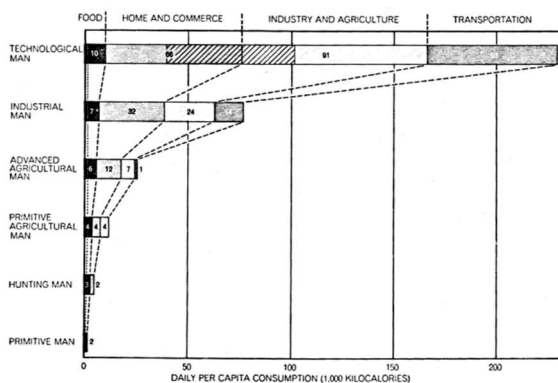 FOOD HOME AND COMMERCE INDUSTRY AND AGRICULTURE TRANSPORTATION
TECHNOLOGICAL MAN
10 66 91
INDUSTRIAL MAN
7 32 24
ADVANCED AGRICULTURAL MAN
6 12 7 1
PRIMITIVE AGRICULTURAL MAN
4 4 4
HUNTING MAN
3 2
PRIMITIVE MAN
2
0 50 100 150 200
DAILY PER CAPITA CONSUMPTION (1,000 KILOCALORIES)